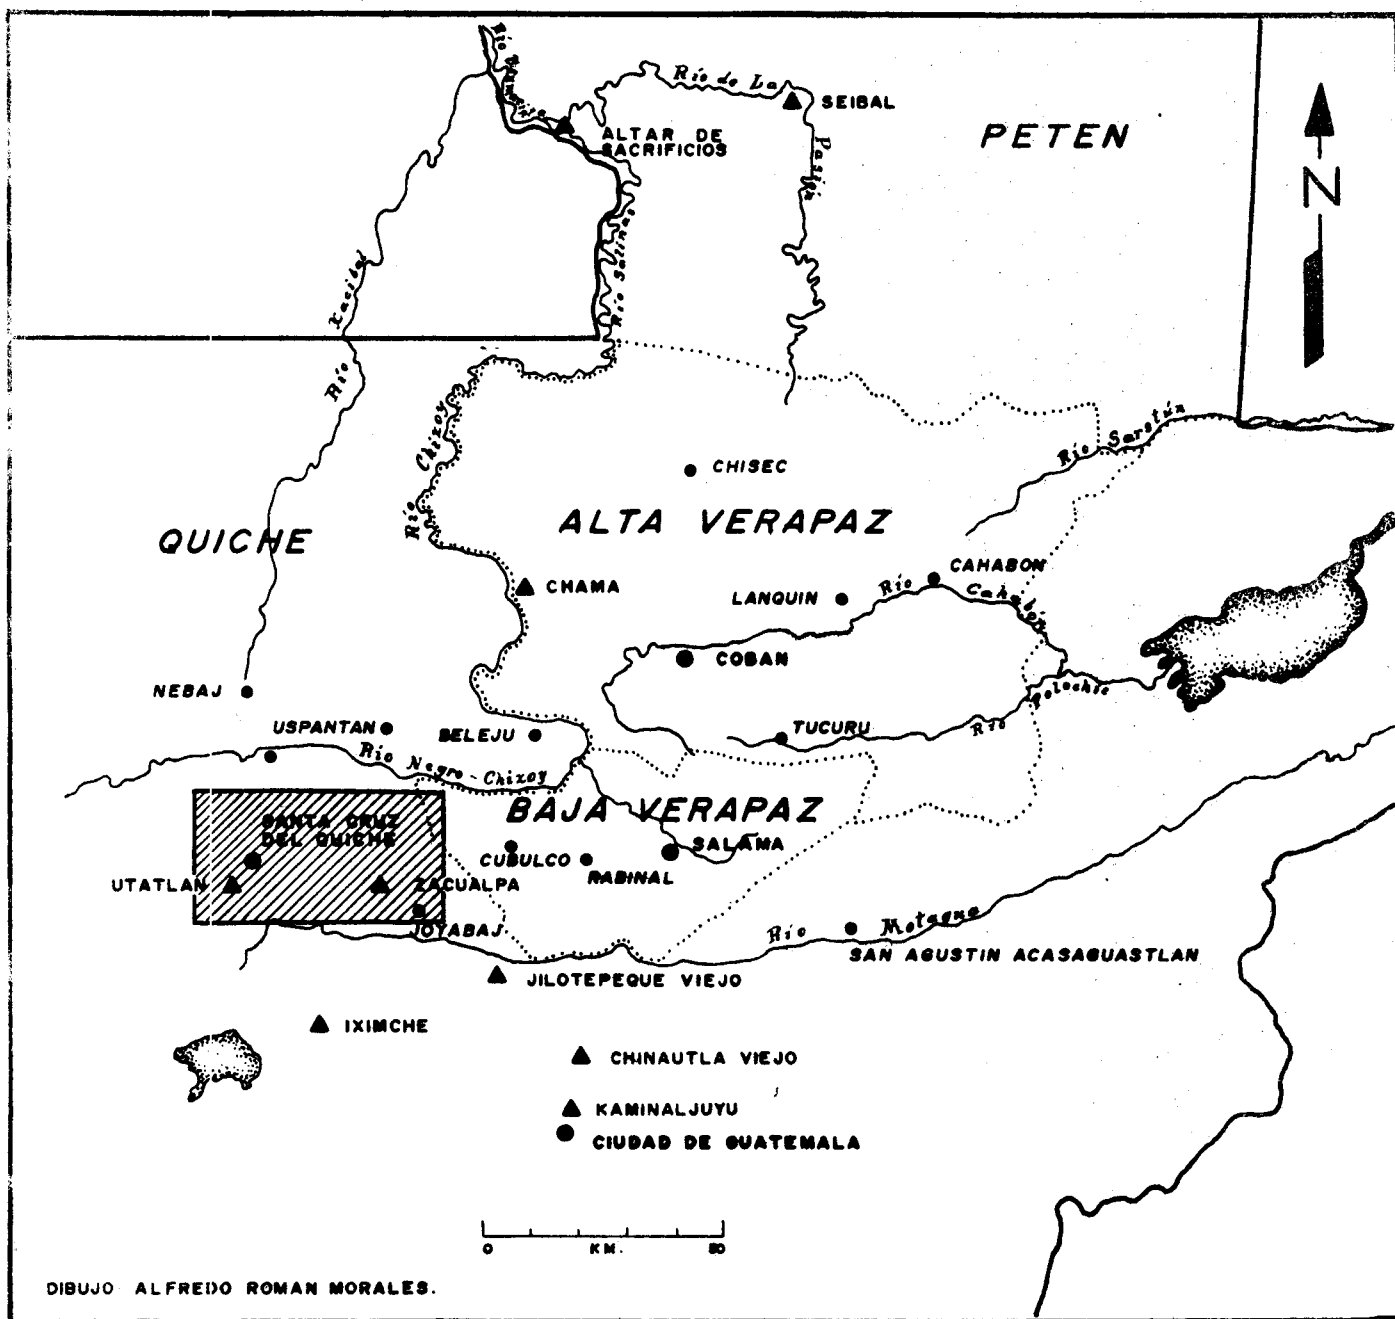 Río de La
Pasión
SEIBAL
ALTAR DE
SACRIFICIOS
PETEN
N
Río Salinas
Río Xacibal
Río Chixoy
CHISEC
Río Sarstún
QUICHE
ALTA VERAPAZ
CHAMA
LANQUIN
Río Cahabón
CAHABON
COBAN
NEBAJ
USPANTAN
BELEJU
TUCURU
Río Polochic
Río Negro-Chixoy
BAJA VERAPAZ
SANTA CRUZ
DEL QUICHE
CUBULCO
RABINAL
SALAMA
UTATLAN
ZACUALPA
JOYABAJ
Río Motagua
SAN AGUSTIN ACASAGUASTLAN
JILOTEPEQUE VIEJO
IXIMCHE
CHINAUTLA VIEJO
KAMINALJUYU
CIUDAD DE GUATEMALA
0 KM. 50
DIBUJO ALFREDO ROMAN MORALES.